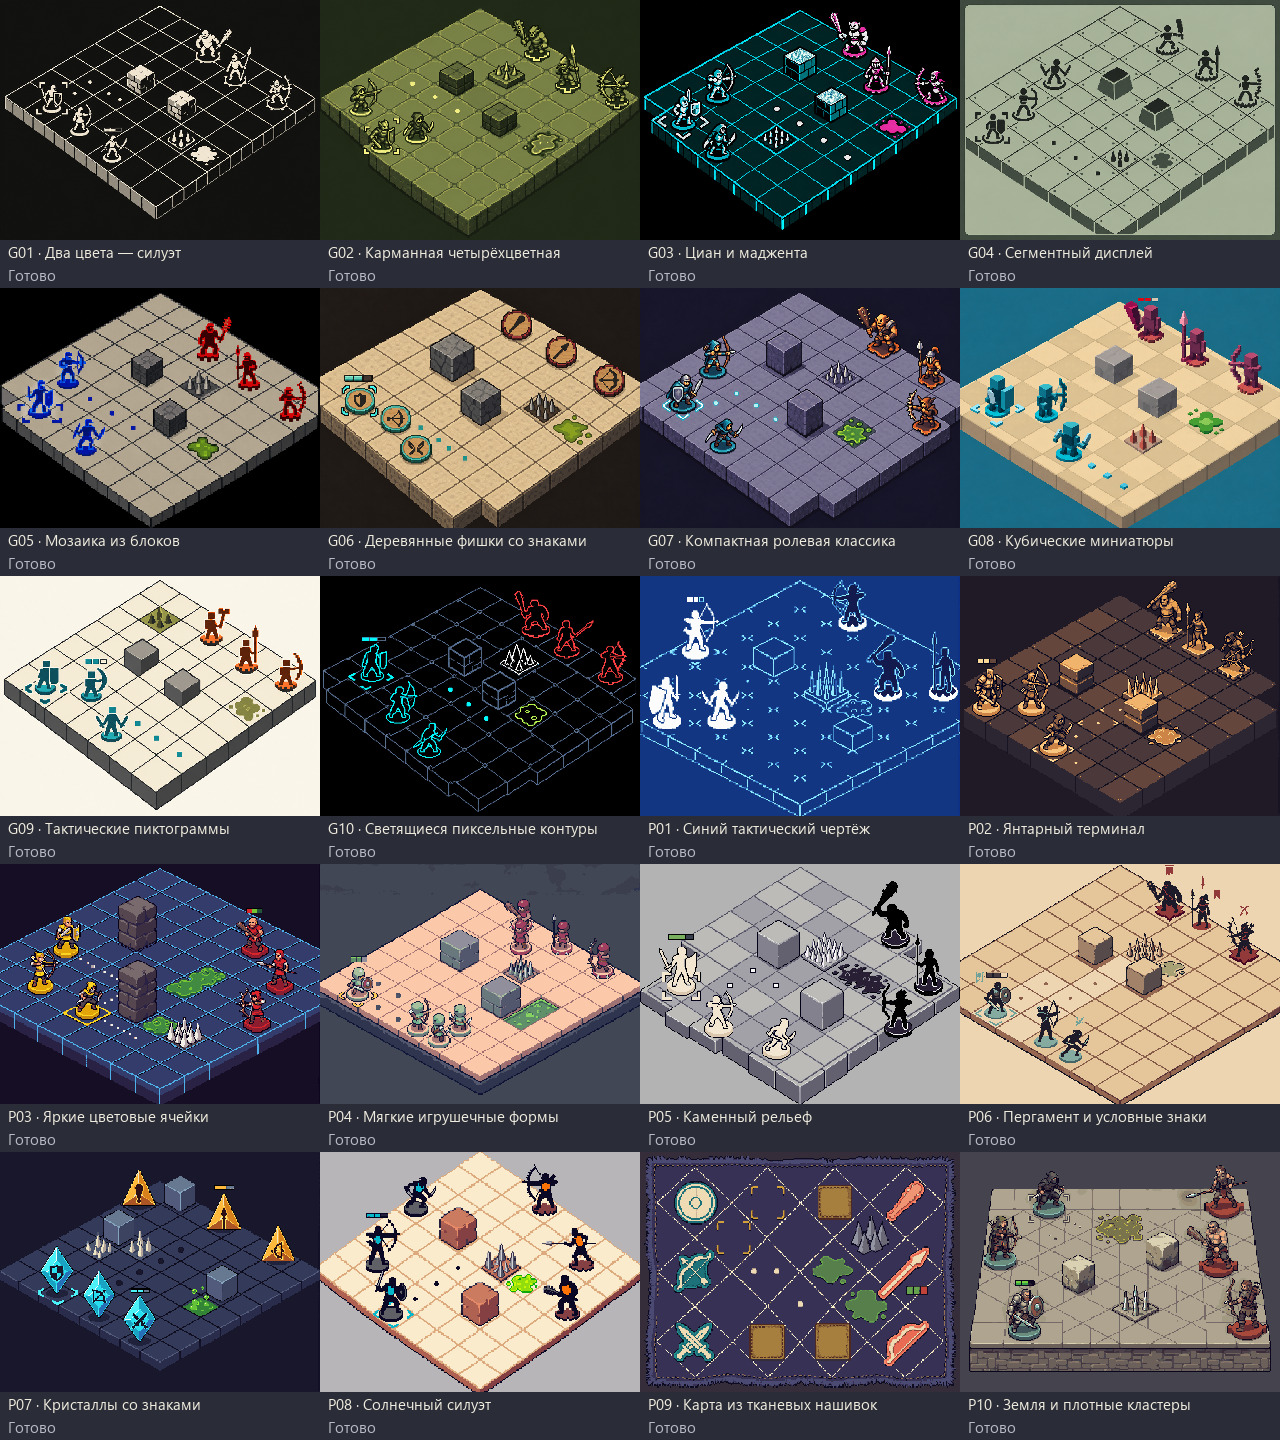 G01 · Два цвета — силуэт
Готово
G02 · Карманная четырёхцветная
Готово
G03 · Циан и маджента
Готово
G04 · Сегментный дисплей
Готово
G05 · Мозаика из блоков
Готово
G06 · Деревянные фишки со знаками
Готово
G07 · Компактная ролевая классика
Готово
G08 · Кубические миниатюры
Готово
G09 · Тактические пиктограммы
Готово
G10 · Светящиеся пиксельные контуры
Готово
P01 · Синий тактический чертёж
Готово
P02 · Янтарный терминал
Готово
P03 · Яркие цветовые ячейки
Готово
P04 · Мягкие игрушечные формы
Готово
P05 · Каменный рельеф
Готово
P06 · Пергамент и условные знаки
Готово
P07 · Кристаллы со знаками
Готово
P08 · Солнечный силуэт
Готово
P09 · Карта из тканевых нашивок
Готово
P10 · Земля и плотные кластеры
Готово